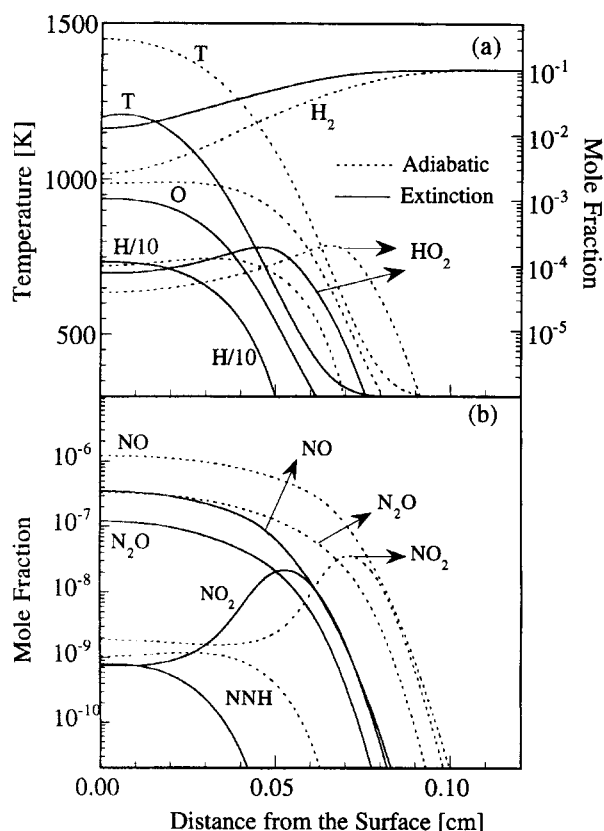 1500
(a)
T
T
10⁻¹
H₂
Temperature [K]
1000
Adiabatic
Extinction
10⁻²
Mole Fraction
O
10⁻³
H/10
HO₂
10⁻⁴
500
H/10
10⁻⁵
(b)
NO
NO
10⁻⁶
N₂O
10⁻⁷
N₂O
NO₂
Mole Fraction
10⁻⁸
NO₂
10⁻⁹
NNH
10⁻¹⁰
0.00
0.05
0.10
Distance from the Surface [cm]